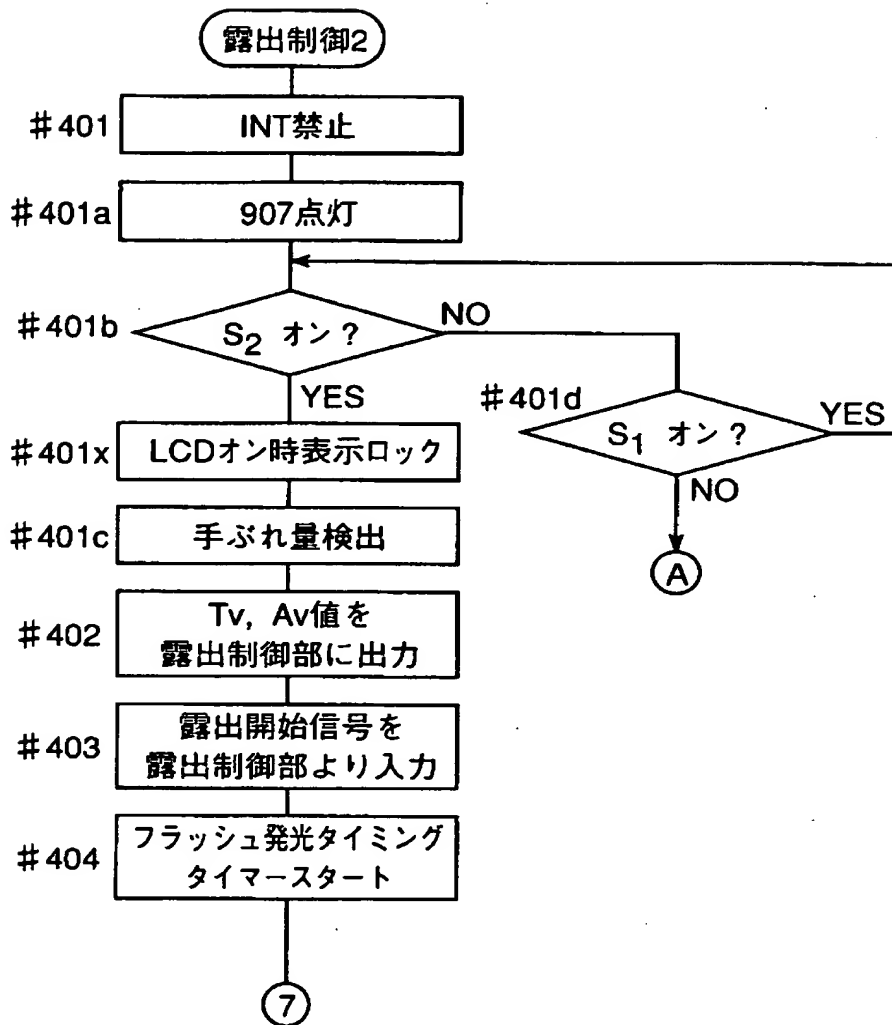 露出制御2
#401 INT禁止
#401a 907点灯
#401b S2 オン?
NO
YES
#401d S1 オン?
YES
NO
A
#401x LCDオン時表示ロック
#401c 手ぶれ量検出
#402 Tv, Av値を
露出制御部に出力
#403 露出開始信号を
露出制御部より入力
#404 フラッシュ発光タイミング
タイマースタート
7